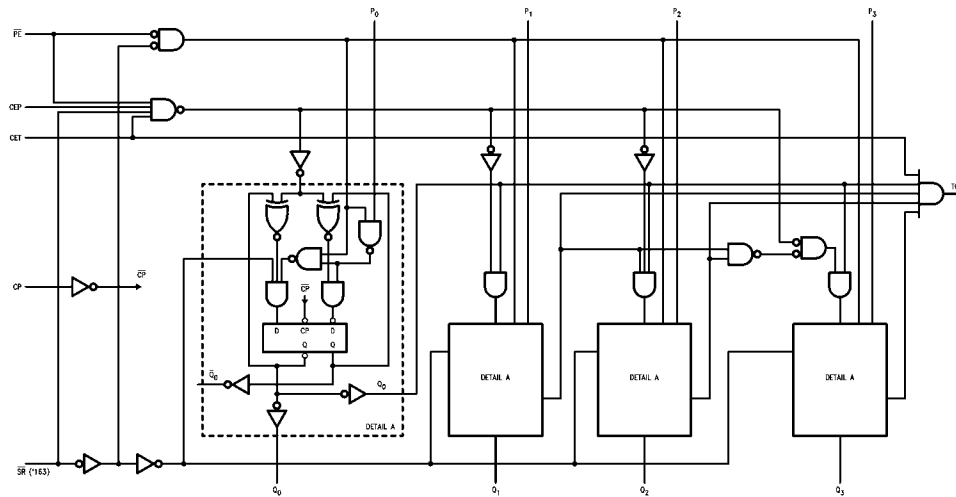 P0 P1 P2 P3
PE
CEP
CET
TC
CP CP
CP
D CP D
Q Q
Q0
Q0
DETAIL A
DETAIL A
DETAIL A
DETAIL A
SR ('163)
Q0 Q1 Q2 Q3